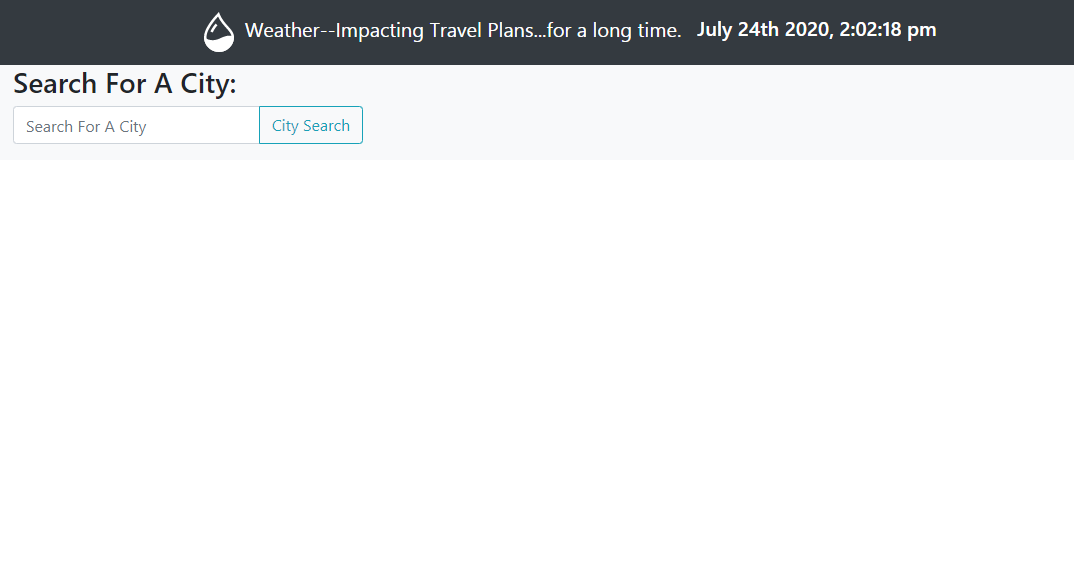 Weather--Impacting Travel Plans...for a long time. July 24th 2020, 2:02:18 pm
Search For A City:
Search For A City City Search